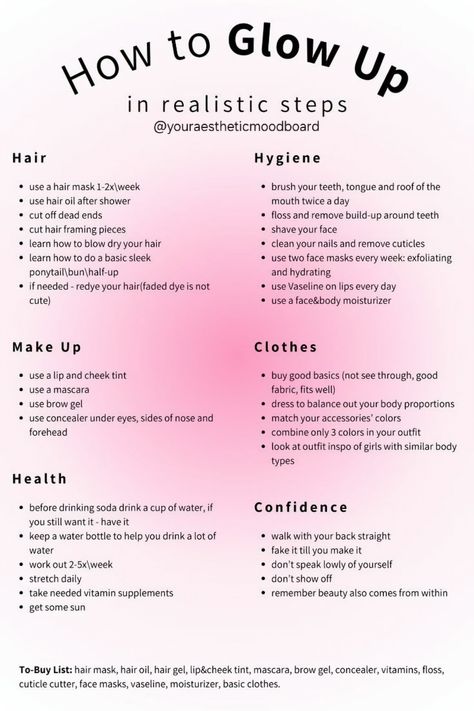 How to Glow Up
in realistic steps
@youraestheticmoodboard
Hair
• use a hair mask 1-2x\week
• use hair oil after shower
• cut off dead ends
• cut hair framing pieces
• learn how to blow dry your hair
• learn how to do a basic sleek
ponytail\bun\half-up
• if needed - redye your hair(faded dye is not
cute)
Hygiene
• brush your teeth, tongue and roof of the
mouth twice a day
• floss and remove build-up around teeth
• shave your face
• clean your nails and remove cuticles
• use two face masks every week: exfoliating
and hydrating
• use Vaseline on lips every day
• use a face&body moisturizer
Make Up
• use a lip and cheek tint
• use a mascara
• use brow gel
• use concealer under eyes, sides of nose and
forehead
Clothes
• buy good basics (not see through, good
fabric, fits well)
• dress to balance out your body proportions
• match your accessories' colors
• combine only 3 colors in your outfit
• look at outfit inspo of girls with similar body
types
Health
• before drinking soda drink a cup of water, if
you still want it - have it
• keep a water bottle to help you drink a lot of
water
• work out 2-5x\week
• stretch daily
• take needed vitamin supplements
• get some sun
Confidence
• walk with your back straight
• fake it till you make it
• don't speak lowly of yourself
• don't show off
• remember beauty also comes from within
To-Buy List: hair mask, hair oil, hair gel, lip&cheek tint, mascara, brow gel, concealer, vitamins, floss,
cuticle cutter, face masks, vaseline, moisturizer, basic clothes.